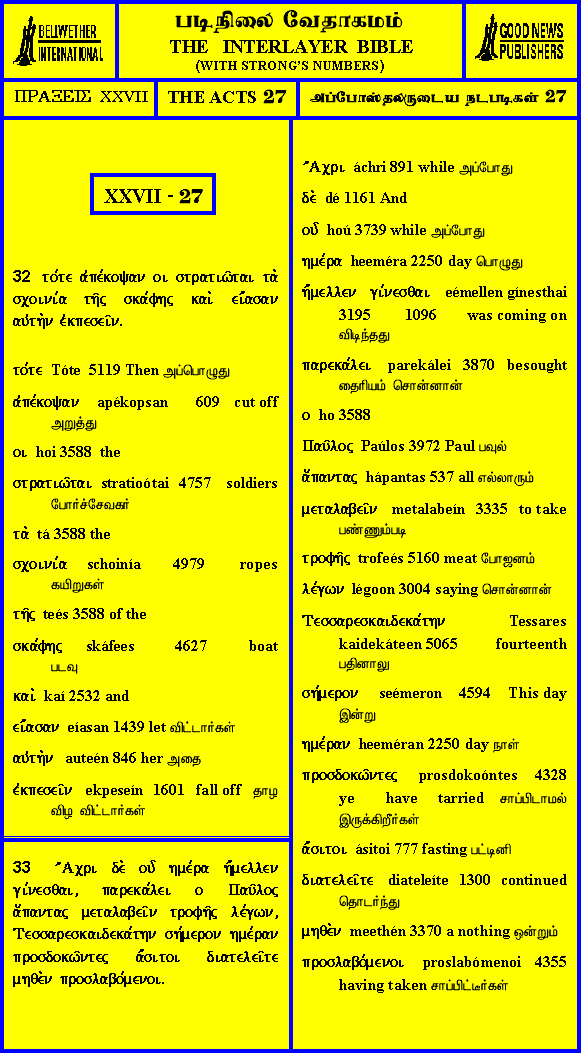 BELLWETHER
INTERNATIONAL
படிநிலை வேதாகமம்
THE INTERLAYER BIBLE
(WITH STRONG'S NUMBERS)
GOOD NEWS
PUBLISHERS
ΠΡΑΞΕΙΣ XXVII
THE ACTS 27
அப்போஸ்தலருடைய நடபடிகள் 27
XXVII - 27
32 τότε ἀπέκοψαν οι στρατιῶται τὰ
σχοινία τῆς σκάφης καὶ εἴασαν
αὐτὴν ἐκπεσεῖν.
τότε Tóte 5119 Then அப்பொழுது
ἀπέκοψαν apékopsan 609 cut off
அறுத்து
οι hoi 3588 the
στρατιῶται stratioótai 4757 soldiers
போர்ச்சேவகர்
τὰ tá 3588 the
σχοινία schoinía 4979 ropes
கயிறுகள்
τῆς teés 3588 of the
σκάφης skáfees 4627 boat
படவு
καὶ kaí 2532 and
εἴασαν eíasan 1439 let விட்டார்கள்
αὐτὴν auteén 846 her அதை
ἐκπεσεῖν ekpeseín 1601 fall off தாழ
விழ விட்டார்கள்
33 Ἄχρι δὲ οὗ ημέρα ἤμελλεν
γίνεσθαι, παρεκάλει ο Παῦλος
ἅπαντας μεταλαβεῖν τροφῆς λέγων,
Τεσσαρεσκαιδεκάτην σήμερον ημέραν
προσδοκῶντες ἄσιτοι διατελεῖτε
μηθὲν προσλαβόμενοι.
Ἄχρι áchri 891 while அப்போது
δὲ dé 1161 And
οὗ hoú 3739 while அப்போது
ημέρα heeméra 2250 day பொழுது
ἤμελλεν γίνεσθαι eémellen gínesthai
3195 1096 was coming on
விடிந்தது
παρεκάλει parekálei 3870 besought
தைரியம் சொன்னான்
ο ho 3588
Παῦλος Paúlos 3972 Paul பவுல்
ἅπαντας hápantas 537 all எல்லாரும்
μεταλαβεῖν metalabeín 3335 to take
பண்ணும்படி
τροφῆς trofeés 5160 meat போஜனம்
λέγων légoon 3004 saying சொன்னான்
Τεσσαρεσκαιδεκάτην Tessares
kaidekáteen 5065 fourteenth
பதினாலு
σήμερον seémeron 4594 This day
இன்று
ημέραν heeméran 2250 day நாள்
προσδοκῶντες prosdokoóntes 4328
ye have tarried சாப்பிடாமல்
இருக்கிறீர்கள்
ἄσιτοι ásitoi 777 fasting பட்டினி
διατελεῖτε diateleíte 1300 continued
தொடர்ந்து
μηθὲν meethén 3370 a nothing ஒன்றும்
προσλαβόμενοι proslabómenoi 4355
having taken சாப்பிட்டீர்கள்